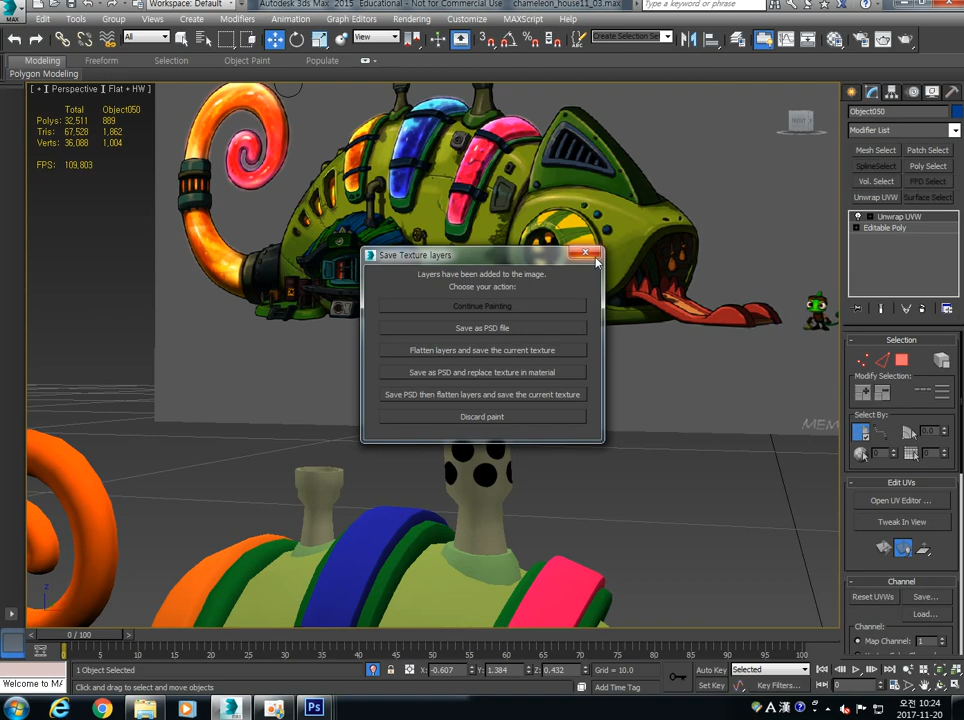 Workspace: Default
Autodesk 3ds Max 2015 Educational - Not for Commercial Use chameleon_house11_03.max
Type a keyword or phrase
MAX
Edit Tools Group Views Create Modifiers Animation Graph Editors Rendering Customize MAXScript Help
All
View
Create Selection Se
Modeling Freeform Selection Object Paint Populate
Polygon Modeling
[ + ] [ Perspective ] [ Flat + HW ]
Total Object050
Polys: 32,511 889
Tris: 67,528 1,862
Verts: 36,088 1,004
FPS: 109,803
Object050
Modifier List
Mesh Select Patch Select
SplineSelect Poly Select
Vol. Select FFD Select
Unwrap UVW Surface Select
Unwrap UVW
Editable Poly
Save Texture layers
Layers have been added to the image.
Choose your action:
Continue Painting
Save as PSD file
Flatten layers and save the current texture
Save as PSD and replace texture in material
Save PSD then flatten layers and save the current texture
Discard paint
Selection
Modify Selection:
Select By:
0.0
0
0
Edit UVs
Open UV Editor ...
Tweak In View
Channel
Reset UVWs Save...
Load...
Channel:
Map Channel: 1
z
0 / 100
0 5 10 15 20 25 30 35 40 45 50 55 60 65 70 75 80 85 90 95 100
1 Object Selected
X: -0.607 Y: 1.384 Z: 0.432 Grid = 10.0
Auto Key Selected
Welcome to MA
Click and drag to select and move objects
Add Time Tag
Set Key Key Filters...
0
Ps
A 漢
오전 10:24
2017-11-20